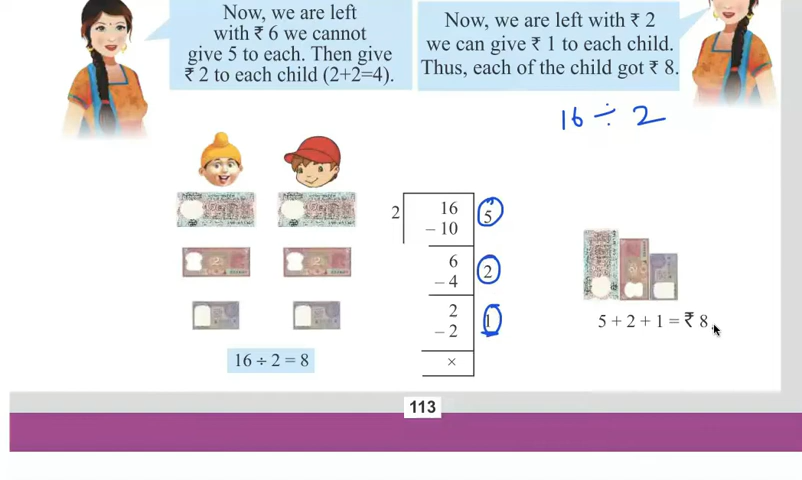 Now, we are left
with ₹ 6 we cannot
give 5 to each. Then give
₹ 2 to each child (2+2=4).
Now, we are left with ₹ 2
we can give ₹ 1 to each child.
Thus, each of the child got ₹ 8.
16 ÷ 2
2 16 5
– 10
6 2
– 4
2 1
– 2
×
16 ÷ 2 = 8
5 + 2 + 1 = ₹ 8.
113